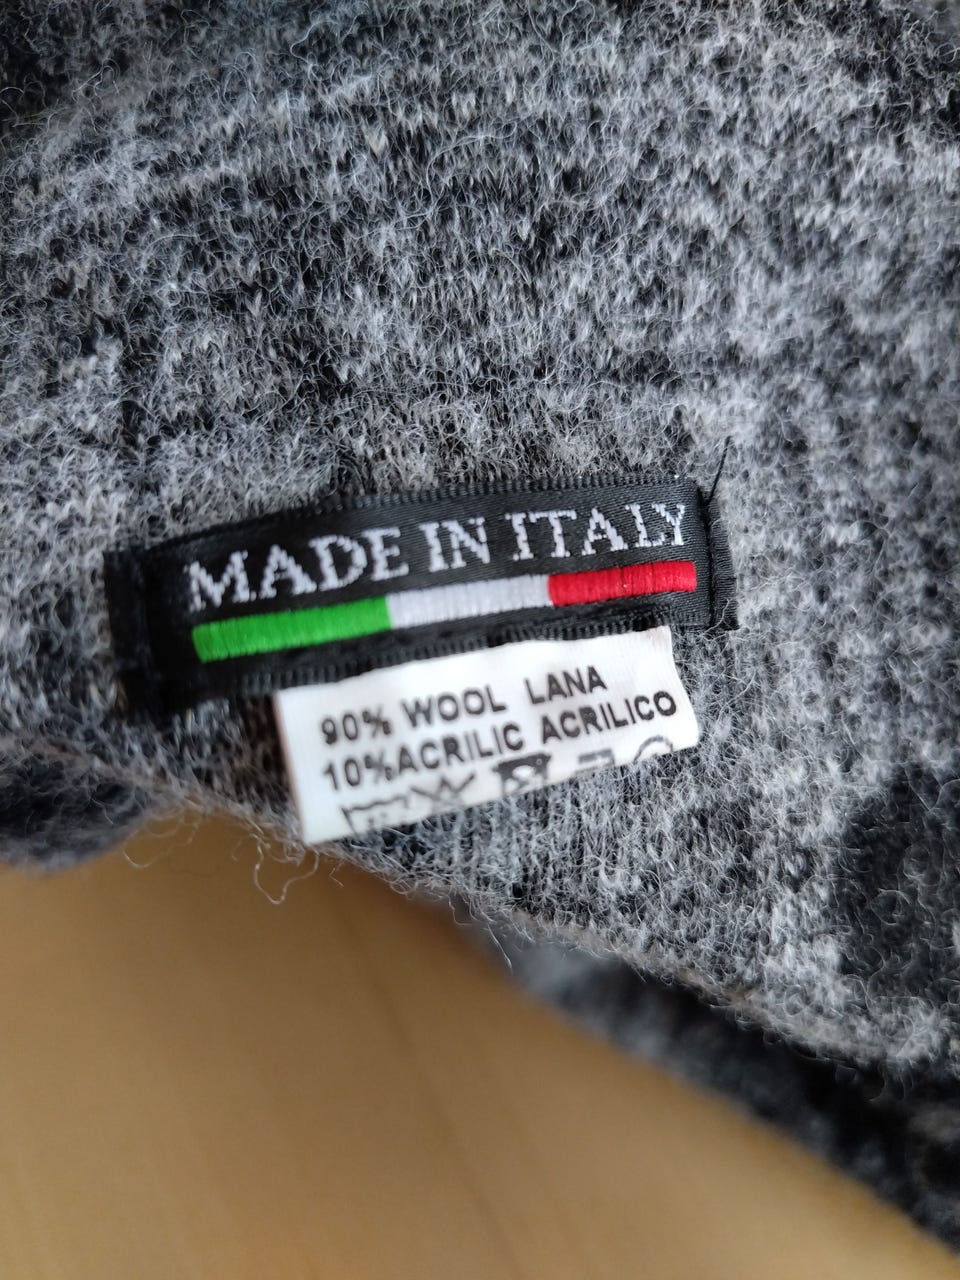 MADE IN ITALY
90% WOOL LANA
10% ACRILIC ACRILICO